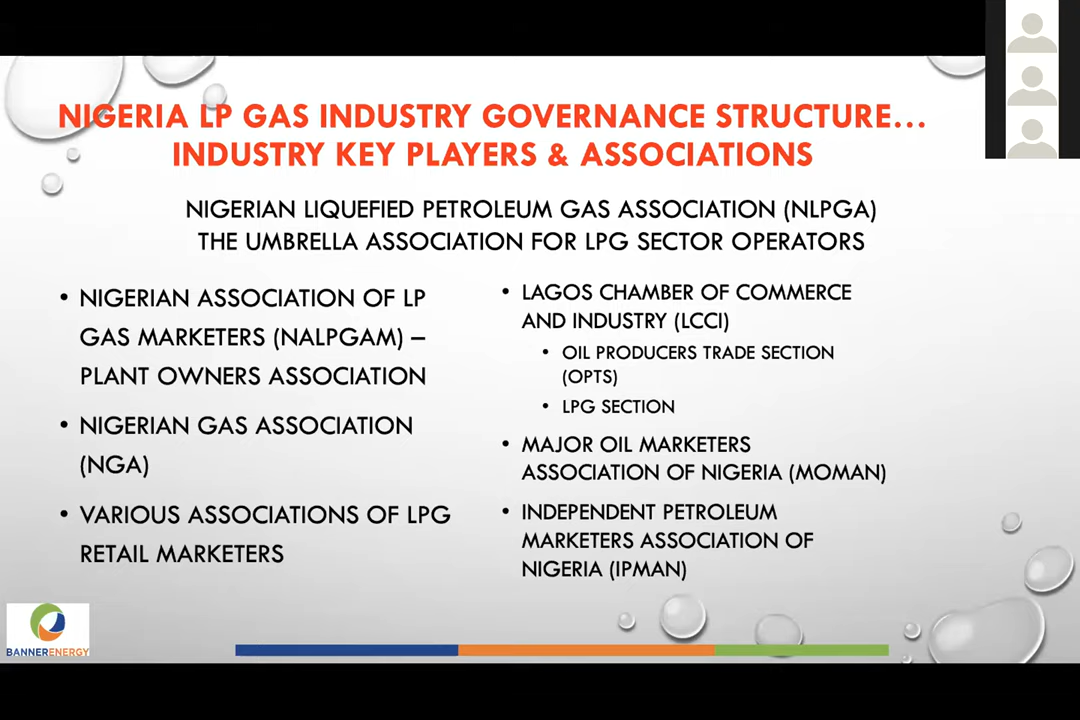 NIGERIA LP GAS INDUSTRY GOVERNANCE STRUCTURE…
INDUSTRY KEY PLAYERS & ASSOCIATIONS
NIGERIAN LIQUEFIED PETROLEUM GAS ASSOCIATION (NLPGA)
THE UMBRELLA ASSOCIATION FOR LPG SECTOR OPERATORS
• NIGERIAN ASSOCIATION OF LP
GAS MARKETERS (NALPGAM) –
PLANT OWNERS ASSOCIATION
• NIGERIAN GAS ASSOCIATION
(NGA)
• VARIOUS ASSOCIATIONS OF LPG
RETAIL MARKETERS
• LAGOS CHAMBER OF COMMERCE
AND INDUSTRY (LCCI)
• OIL PRODUCERS TRADE SECTION
(OPTS)
• LPG SECTION
• MAJOR OIL MARKETERS
ASSOCIATION OF NIGERIA (MOMAN)
• INDEPENDENT PETROLEUM
MARKETERS ASSOCIATION OF
NIGERIA (IPMAN)
BANNERENERGY